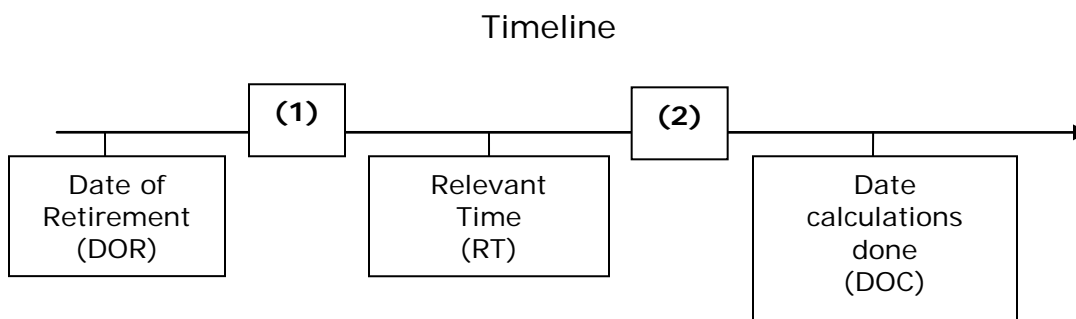 Timeline
(1)
(2)
Date of
Retirement
(DOR)
Relevant
Time
(RT)
Date
calculations
done
(DOC)